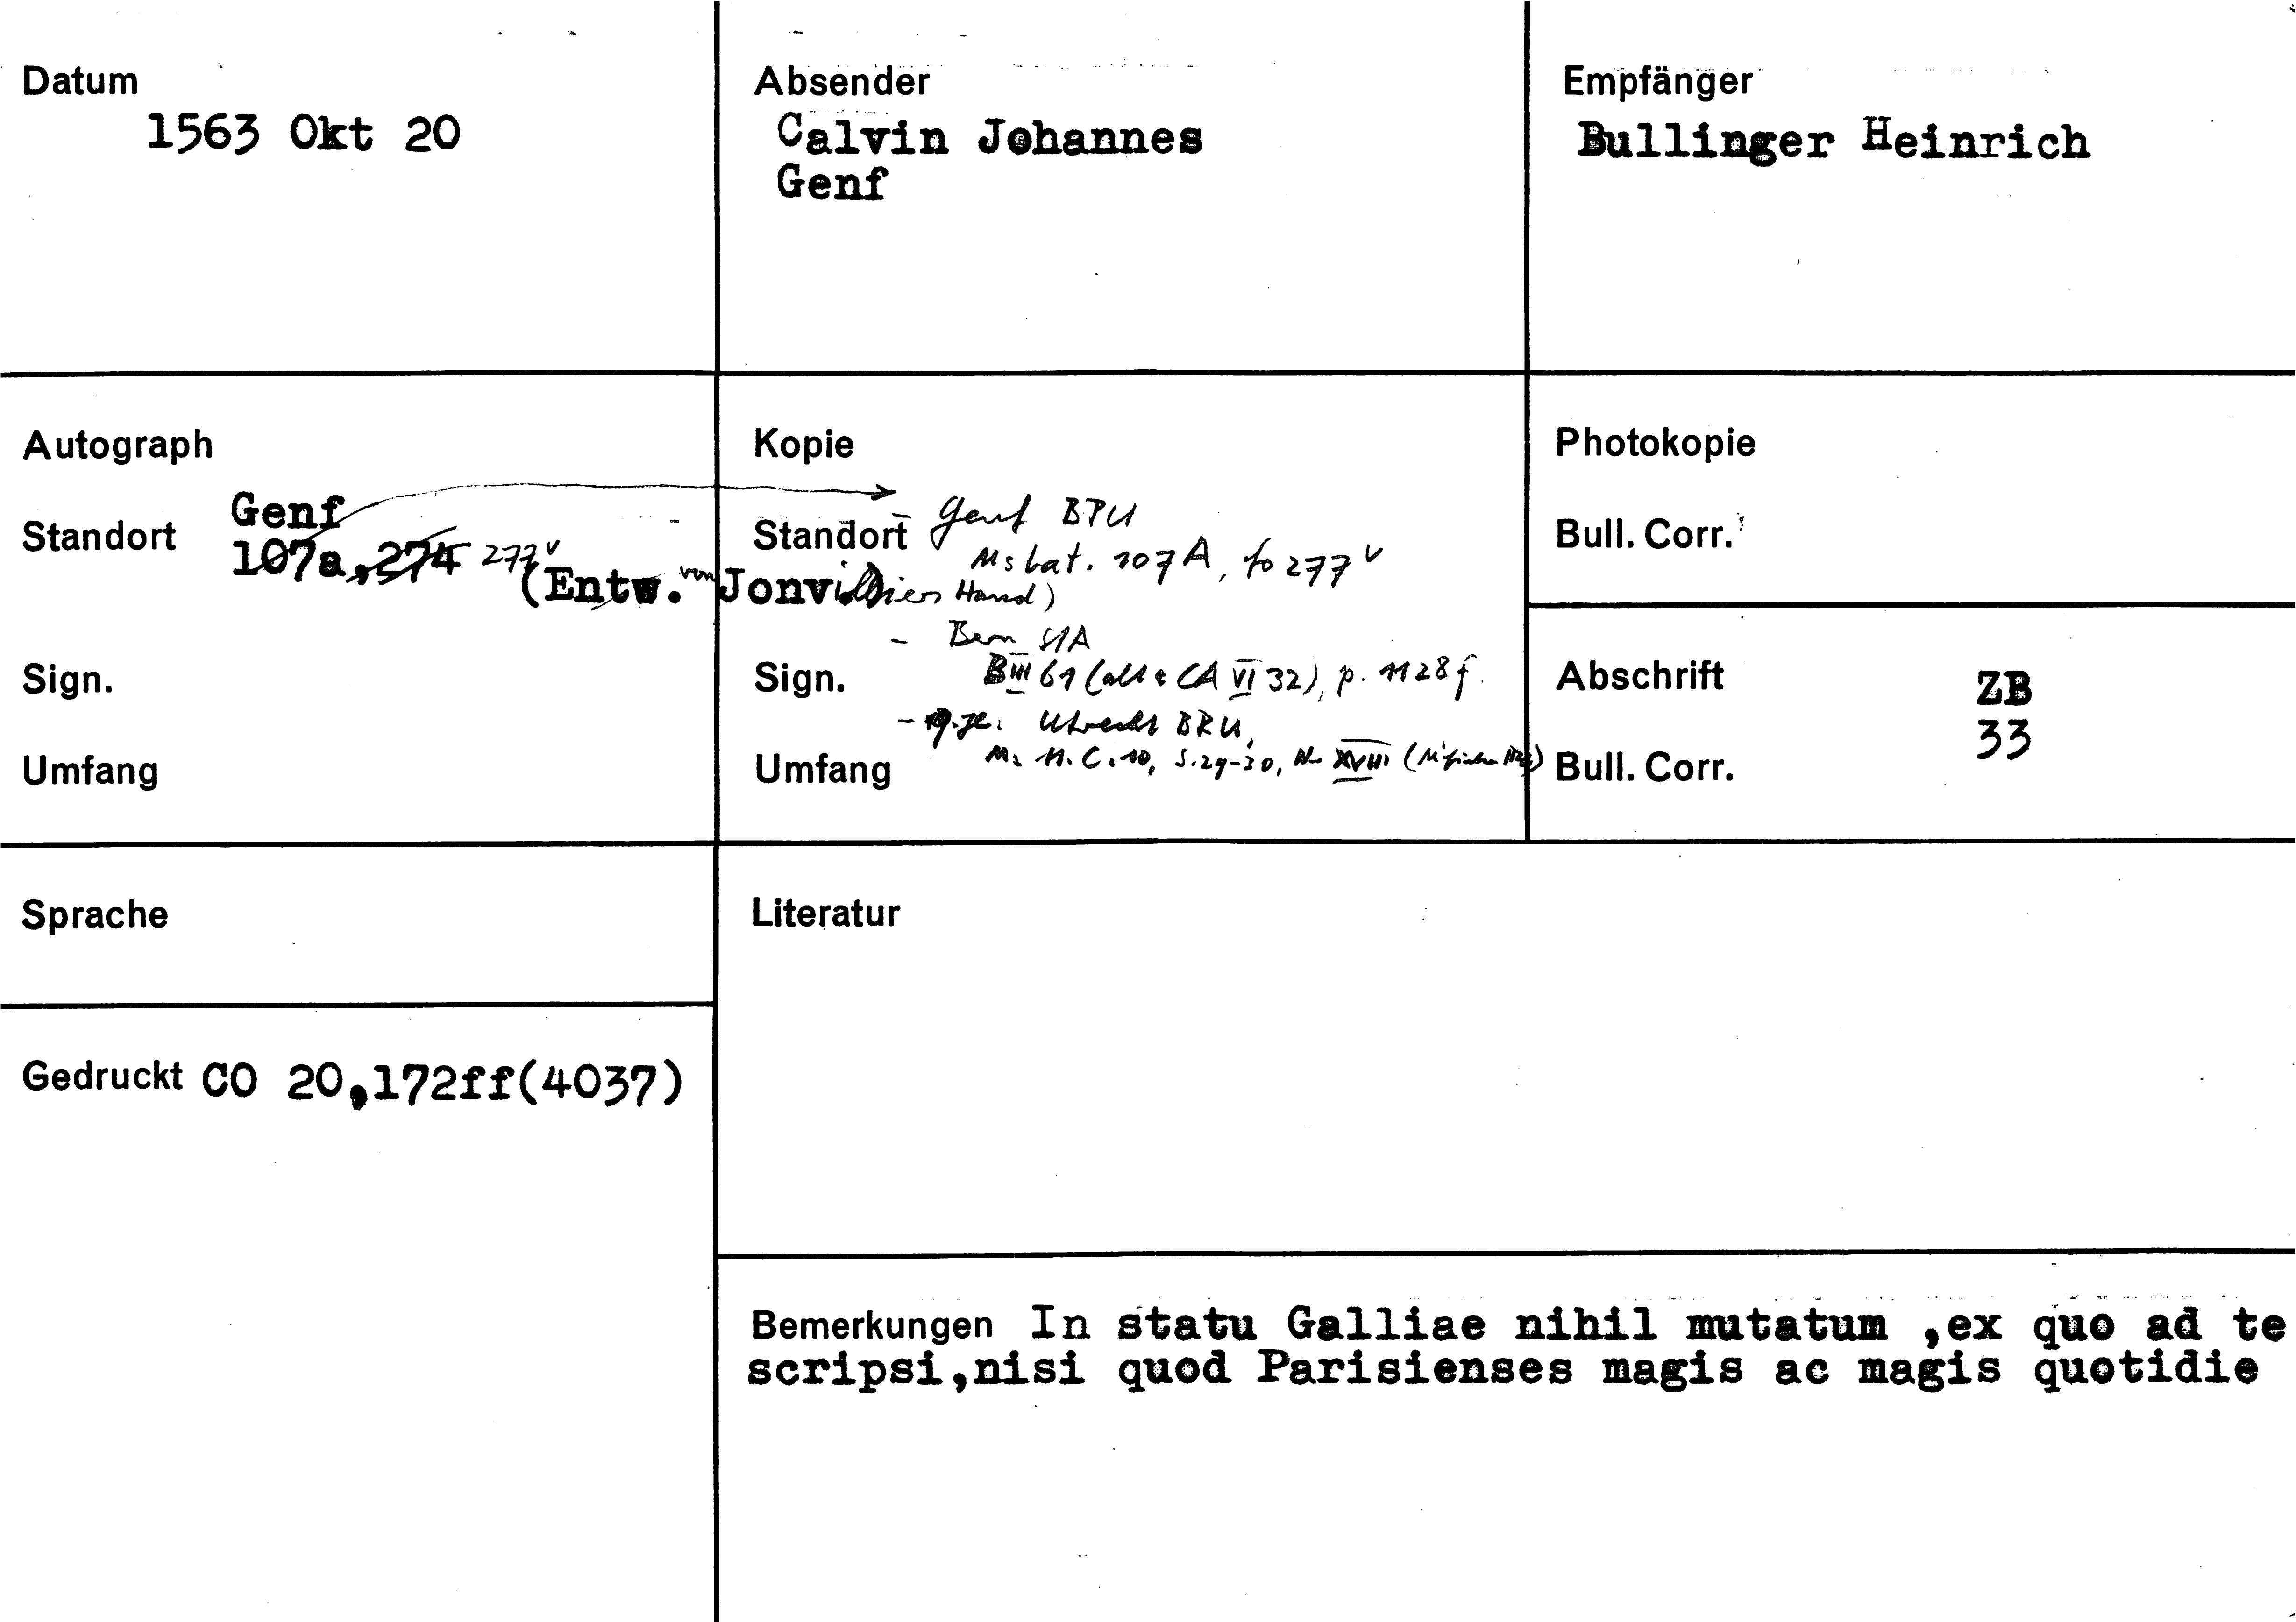 Datum
1563 Okt 20
Absender
Calvin Johannes
Genf
Empfänger
Bullinger Heinrich
Autograph
Standort
Genf
107a,274 277v
(Entw. von Jonvilliers Hand)
Sign.
Umfang
Kopie
Standort
- Genf BPU
Ms Lat. 107A, fo 277v
- Bern StA
Sign.
B III 61 (alt: CA VI 32), p. 1128f.
- 19. Jh.: Utrecht BRU,
Umfang
Ms 11.C.10, S. 29-30, Nr XVIII
Photokopie
Bull. Corr.
Abschrift
ZB
33
Bull. Corr.
Sprache
Literatur
Gedruckt CO 20,172ff(4037)
Bemerkungen In statu Galliae nihil mutatum ,ex quo ad te
scripsi,nisi quod Parisienses magis ac magis quotidie